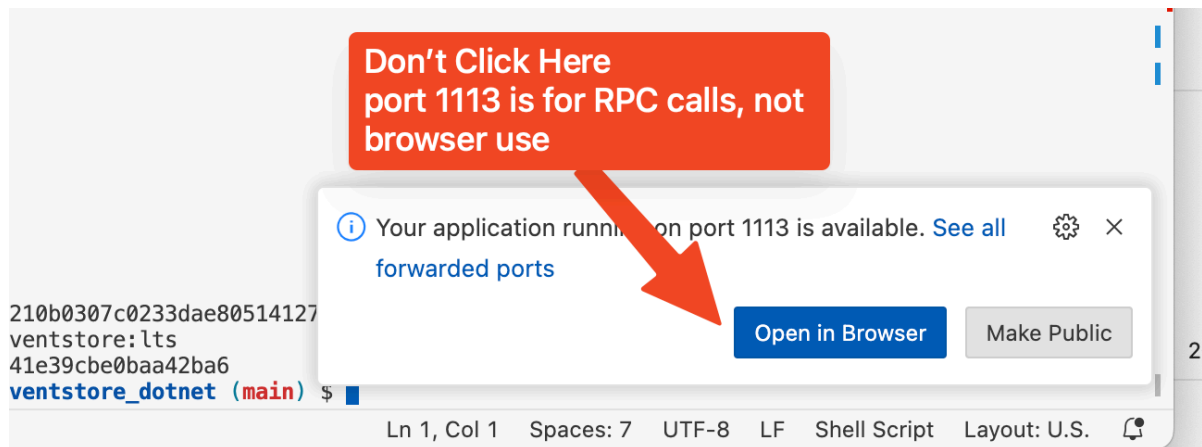 Don’t Click Here
port 1113 is for RPC calls, not
browser use
Your application running on port 1113 is available. See all
forwarded ports
Open in Browser
Make Public
210b0307c0233dae80514127
ventstore:lts
41e39cbe0baa42ba6
ventstore_dotnet (main) $
2
Ln 1, Col 1 Spaces: 7 UTF-8 LF Shell Script Layout: U.S.